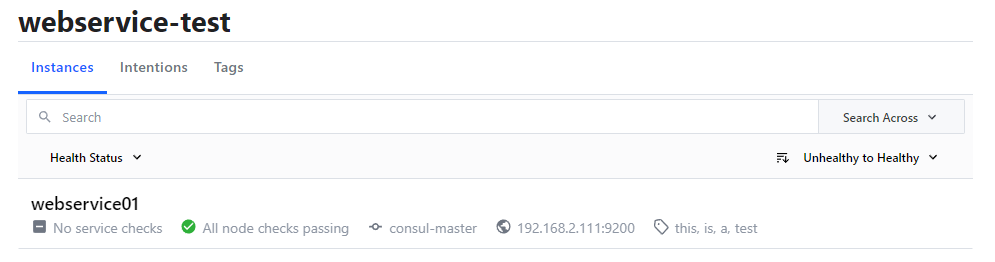 webservice-test
Instances Intentions Tags
Search Search Across
Health Status Unhealthy to Healthy
webservice01
No service checks All node checks passing consul-master 192.168.2.111:9200 this, is, a, test